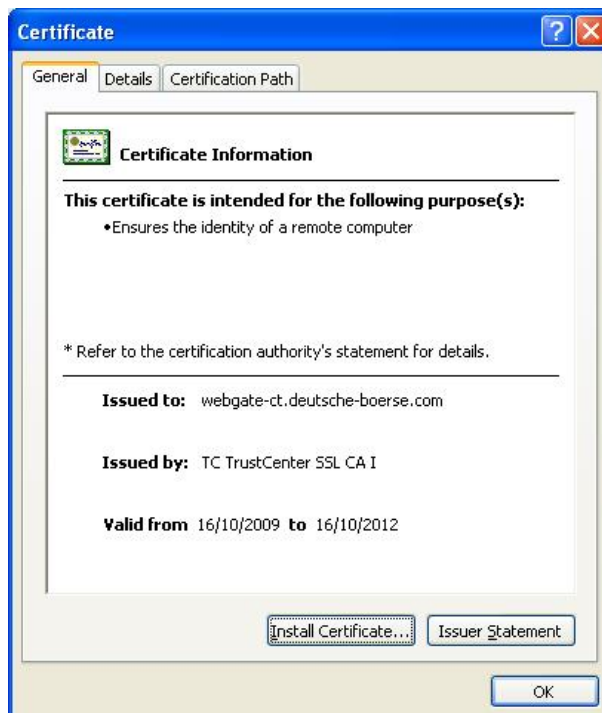 Certificate
General Details Certification Path
Certificate Information
This certificate is intended for the following purpose(s):
•Ensures the identity of a remote computer
* Refer to the certification authority's statement for details.
Issued to: webgate-ct.deutsche-boerse.com
Issued by: TC TrustCenter SSL CA I
Valid from 16/10/2009 to 16/10/2012
Install Certificate... Issuer Statement
OK